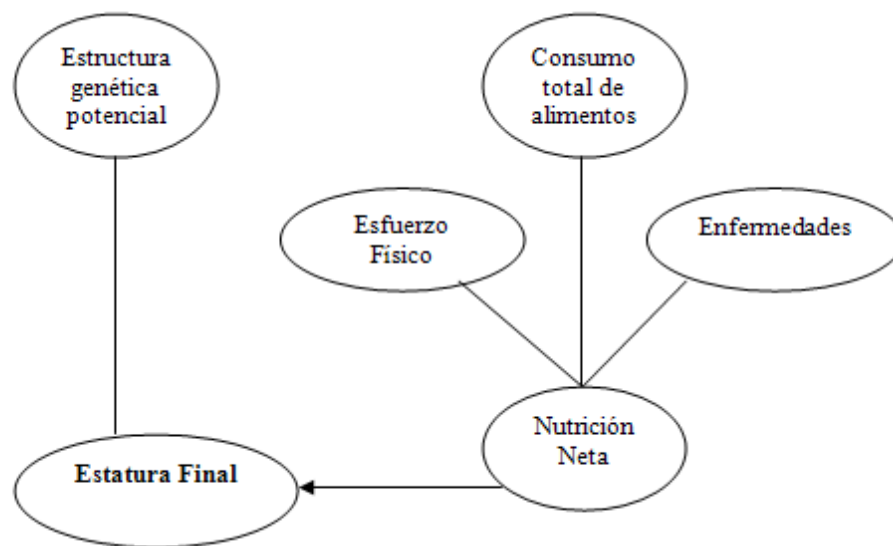 Estructura
genética
potencial
Consumo
total de
alimentos
Esfuerzo
Físico
Enfermedades
Nutrición
Neta
Estatura Final